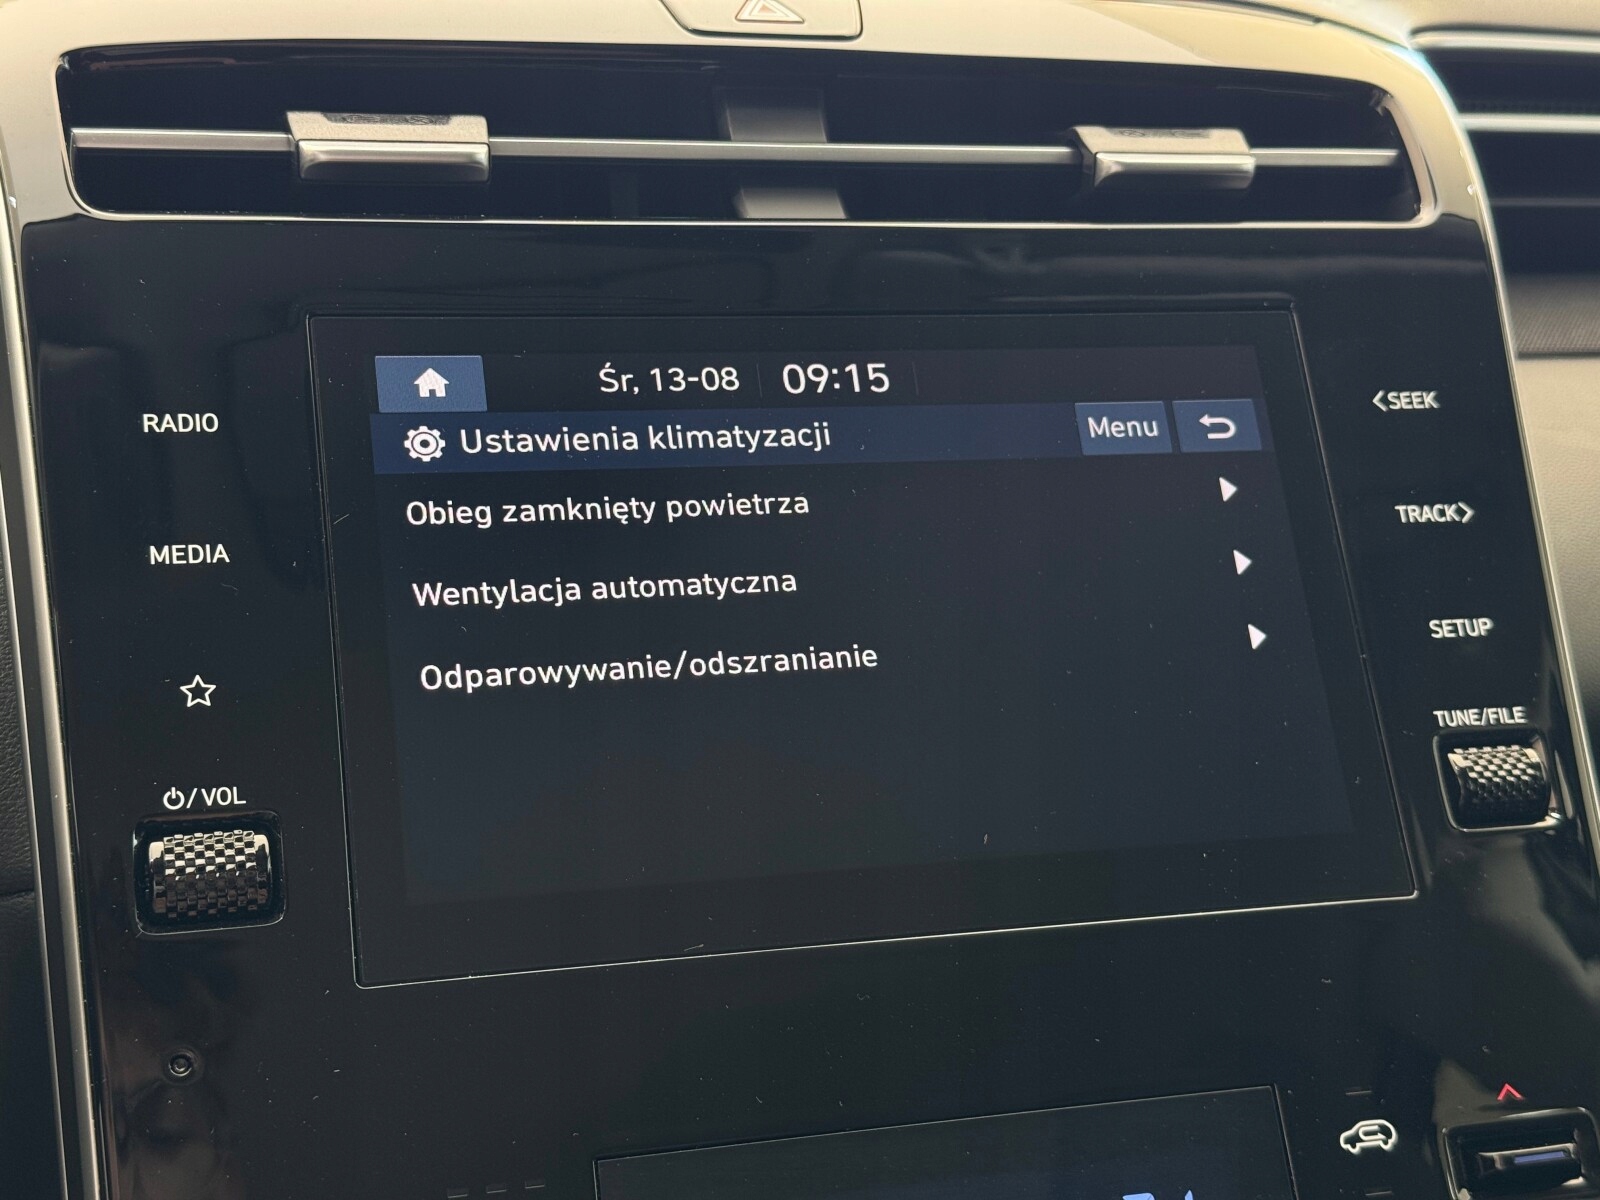 Śr, 13-08 09:15
Ustawienia klimatyzacji Menu
Obieg zamknięty powietrza
Wentylacja automatyczna
Odparowywanie/odszranianie
RADIO
MEDIA
/VOL
<SEEK
TRACK>
SETUP
TUNE/FILE